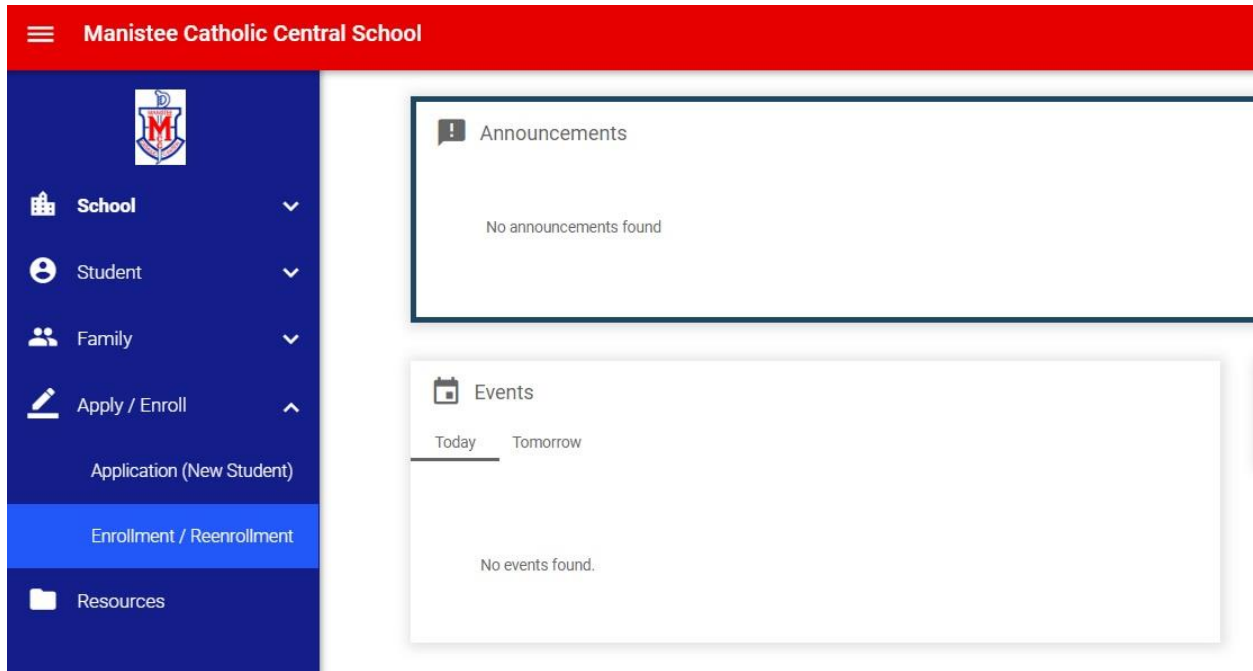 Manistee Catholic Central School
M
School
Student
Family
Apply / Enroll
Application (New Student)
Enrollment / Reenrollment
Resources
Announcements
No announcements found
Events
Today Tomorrow
No events found.